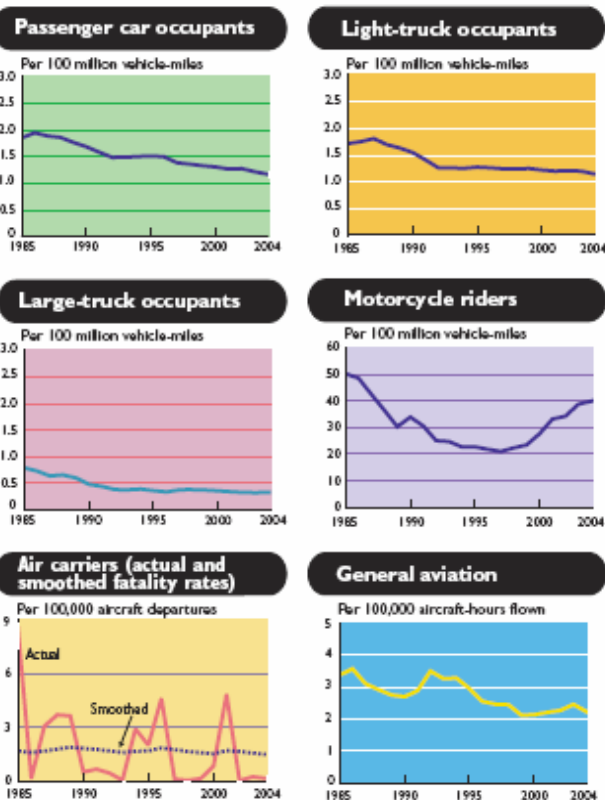 Passenger car occupants
Per 100 million vehicle-miles
3.0
2.5
2.0
1.5
1.0
0.5
0
1985 1990 1995 2000 2004
Light-truck occupants
Per 100 million vehicle-miles
3.0
2.5
2.0
1.5
1.0
0.5
0
1985 1990 1995 2000 2004
Large-truck occupants
Per 100 million vehicle-miles
3.0
2.5
2.0
1.5
1.0
0.5
0
1985 1990 1995 2000 2004
Motorcycle riders
Per 100 million vehicle-miles
60
50
40
30
20
10
0
1985 1990 1995 2000 2004
Air carriers (actual and
smoothed fatality rates)
Per 100,000 aircraft departures
9
Actual
6
Smoothed
3
0
1985 1990 1995 2000 2004
General aviation
Per 100,000 aircraft-hours flown
5
4
3
2
1
0
1985 1990 1995 2000 2004